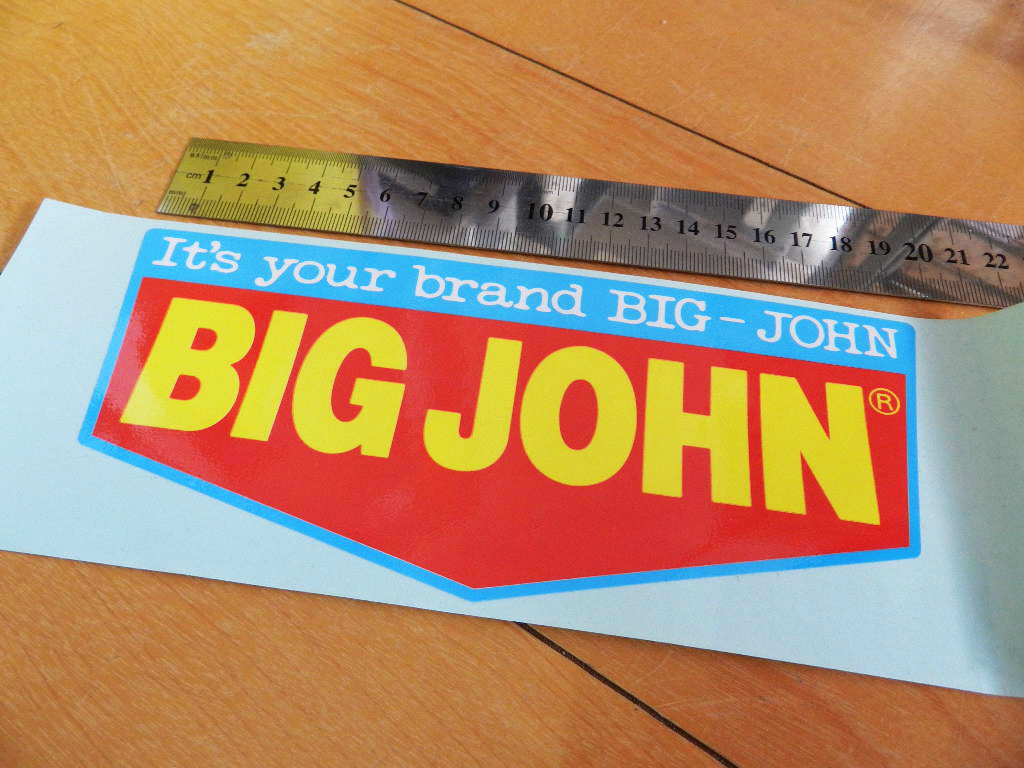 cm 1 2 3 4 5 6 7 8 9 10 11 12 13 14 15 16 17 18 19 20 21 22
It's your brand BIG-JOHN
BIG JOHN®